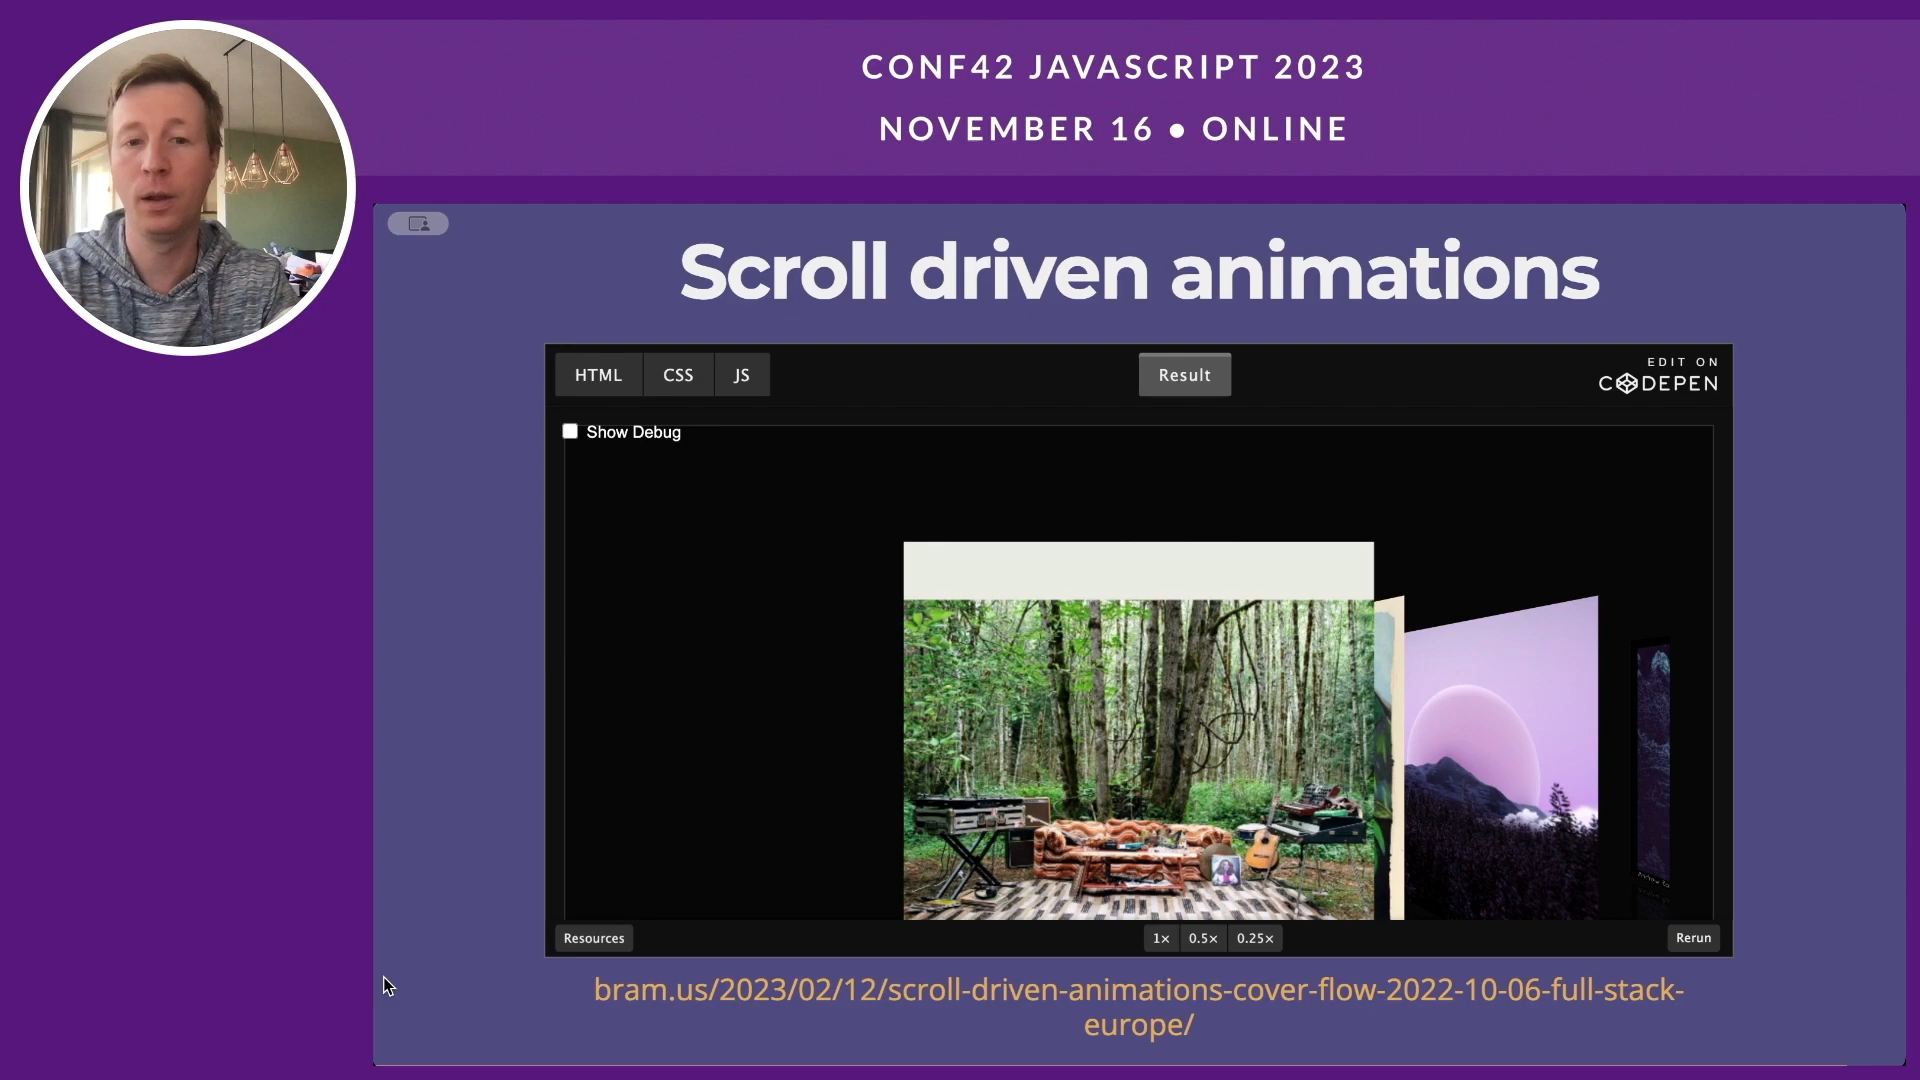 CONF42 JAVASCRIPT 2023
NOVEMBER 16 • ONLINE
Scroll driven animations
HTML CSS JS Result EDIT ON
CODEPEN
Show Debug
Resources 1× 0.5× 0.25× Rerun
bram.us/2023/02/12/scroll-driven-animations-cover-flow-2022-10-06-full-stack-
europe/